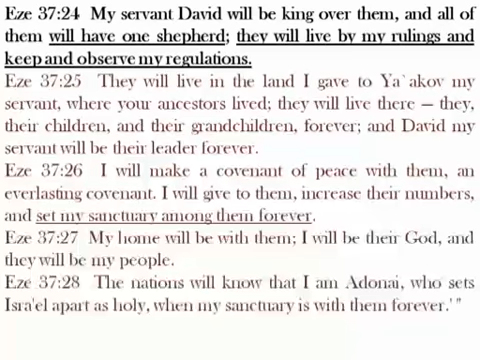 Eze 37:24  My servant David will be king over them, and all of
them will have one shepherd; they will live by my rulings and
keep and observe my regulations.
Eze 37:25  They will live in the land I gave to Ya`akov my
servant, where your ancestors lived; they will live there — they,
their children, and their grandchildren, forever; and David my
servant will be their leader forever.
Eze 37:26  I will make a covenant of peace with them, an
everlasting covenant. I will give to them, increase their numbers,
and set my sanctuary among them forever.
Eze 37:27  My home will be with them; I will be their God, and
they will be my people.
Eze 37:28  The nations will know that I am Adonai, who sets
Isra'el apart as holy, when my sanctuary is with them forever.'"